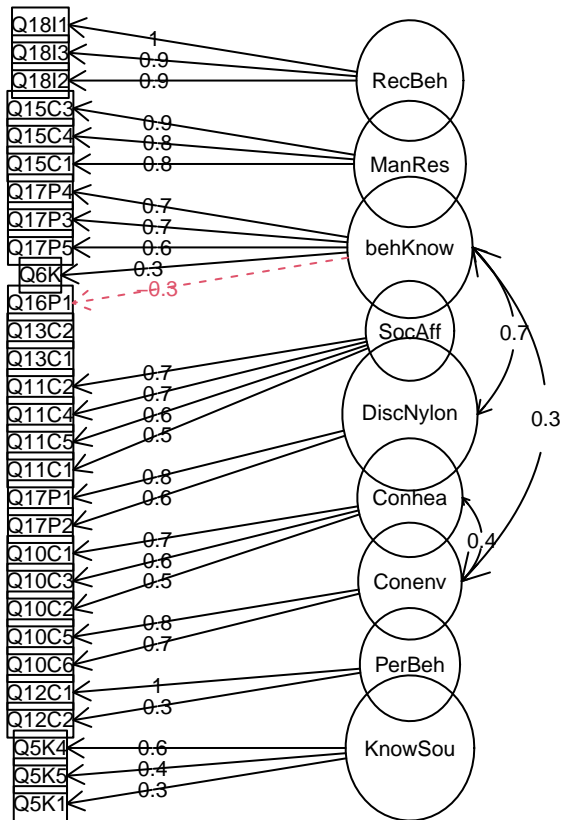 Q18I1
Q18I3
Q18I2
Q15C3
Q15C4
Q15C1
Q17P4
Q17P3
Q17P5
Q6K
Q16P1
Q13C2
Q13C1
Q11C2
Q11C4
Q11C5
Q11C1
Q17P1
Q17P2
Q10C1
Q10C3
Q10C2
Q10C5
Q10C6
Q12C1
Q12C2
Q5K4
Q5K5
Q5K1
1
0.9
0.9
0.9
0.8
0.8
0.7
0.7
0.6
0.3
−0.3
0.7
0.7
0.6
0.5
0.8
0.6
0.7
0.6
0.5
0.8
0.7
1
0.3
0.6
0.4
0.3
RecBeh
ManRes
behKnow
SocAff
DiscNylon
Conhea
Conenv
PerBeh
KnowSou
0.7
0.3
0.4